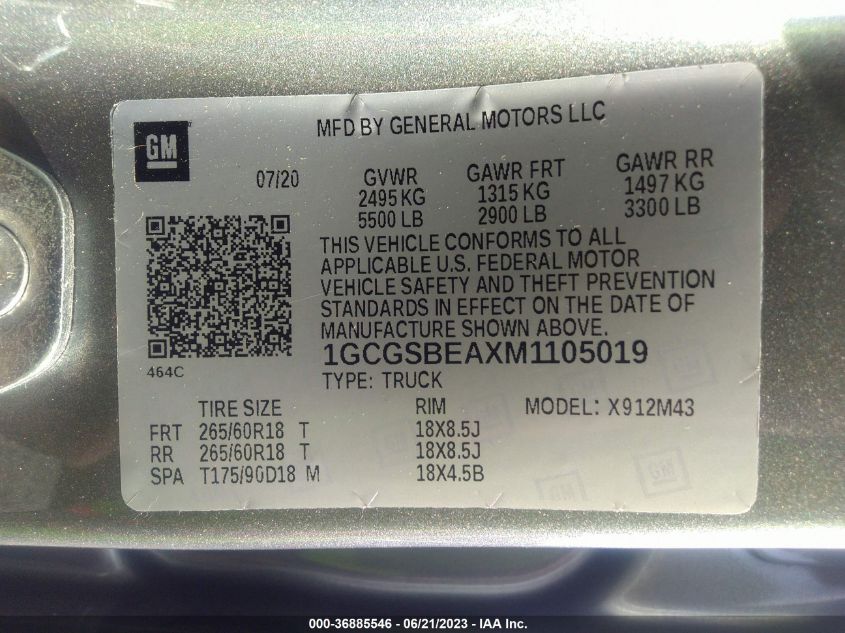 MFD BY GENERAL MOTORS LLC
GM
07/20
GVWR GAWR FRT GAWR RR
2495 KG 1315 KG 1497 KG
5500 LB 2900 LB 3300 LB
THIS VEHICLE CONFORMS TO ALL
APPLICABLE U.S. FEDERAL MOTOR
VEHICLE SAFETY AND THEFT PREVENTION
STANDARDS IN EFFECT ON THE DATE OF
MANUFACTURE SHOWN ABOVE.
1GCGSBEAXM1105019
464C
TYPE: TRUCK
TIRE SIZE RIM MODEL: X912M43
FRT 265/60R18 T 18X8.5J
RR 265/60R18 T 18X8.5J
SPA T175/90D18 M 18X4.5B
GM GM
000-36885546 - 06/21/2023 - IAA Inc.